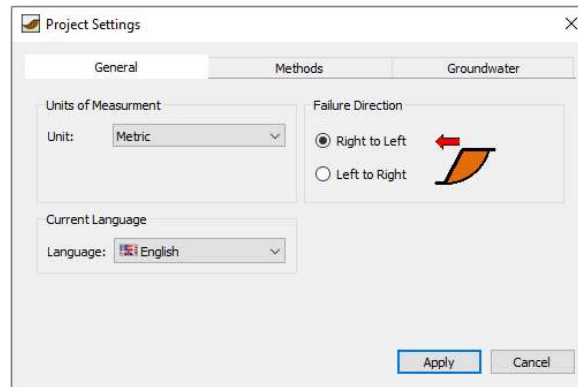 Project Settings
General
Methods
Groundwater
Units of Measurment
Unit:
Metric
Failure Direction
Right to Left
Left to Right
Current Language
Language:
English
Apply
Cancel